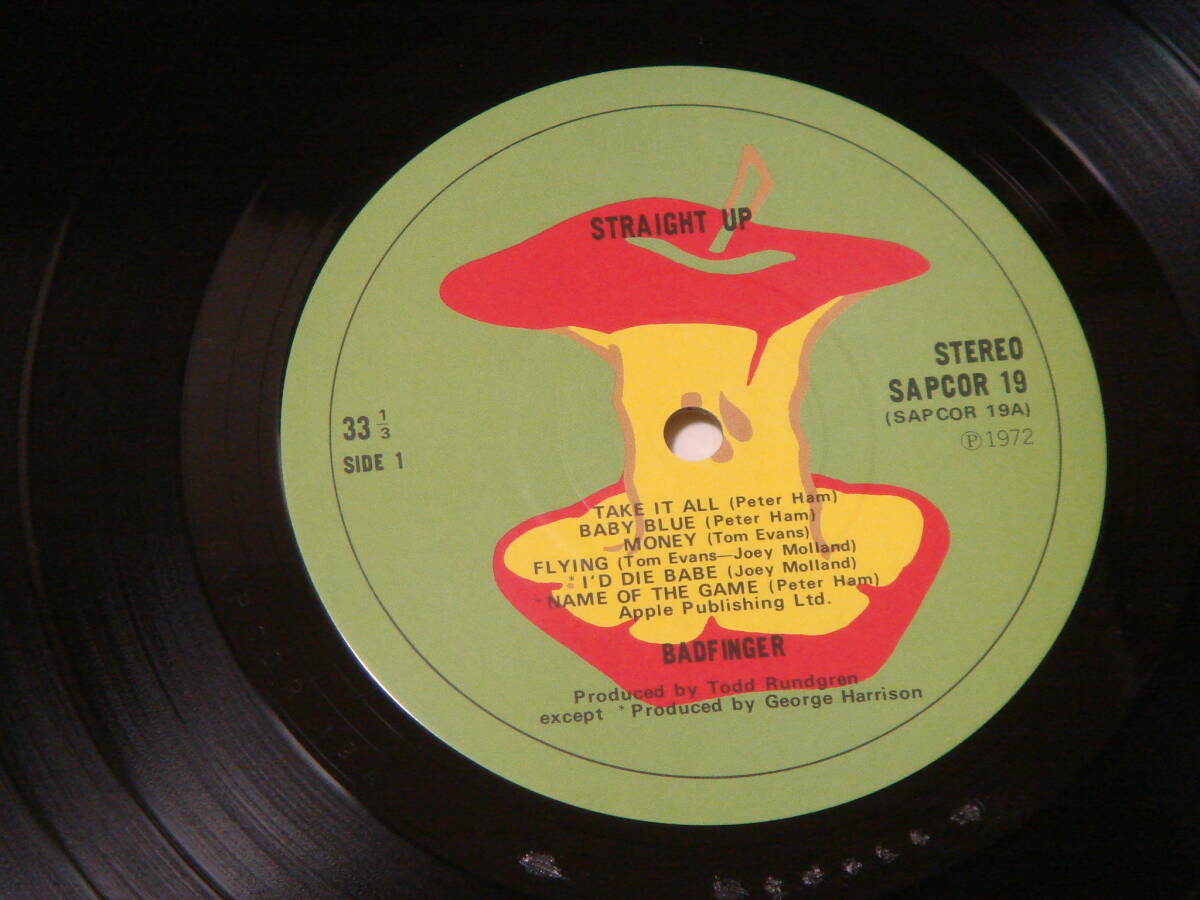 STRAIGHT UP
STEREO
SAPCOR 19
(SAPCOR 19A)
Ⓟ1972
33 1/3
SIDE 1
TAKE IT ALL (Peter Ham)
BABY BLUE (Peter Ham)
MONEY (Tom Evans)
FLYING (Tom Evans—Joey Molland)
*I'D DIE BABE (Joey Molland)
*NAME OF THE GAME (Peter Ham)
Apple Publishing Ltd.
BADFINGER
Produced by Todd Rundgren
except *Produced by George Harrison